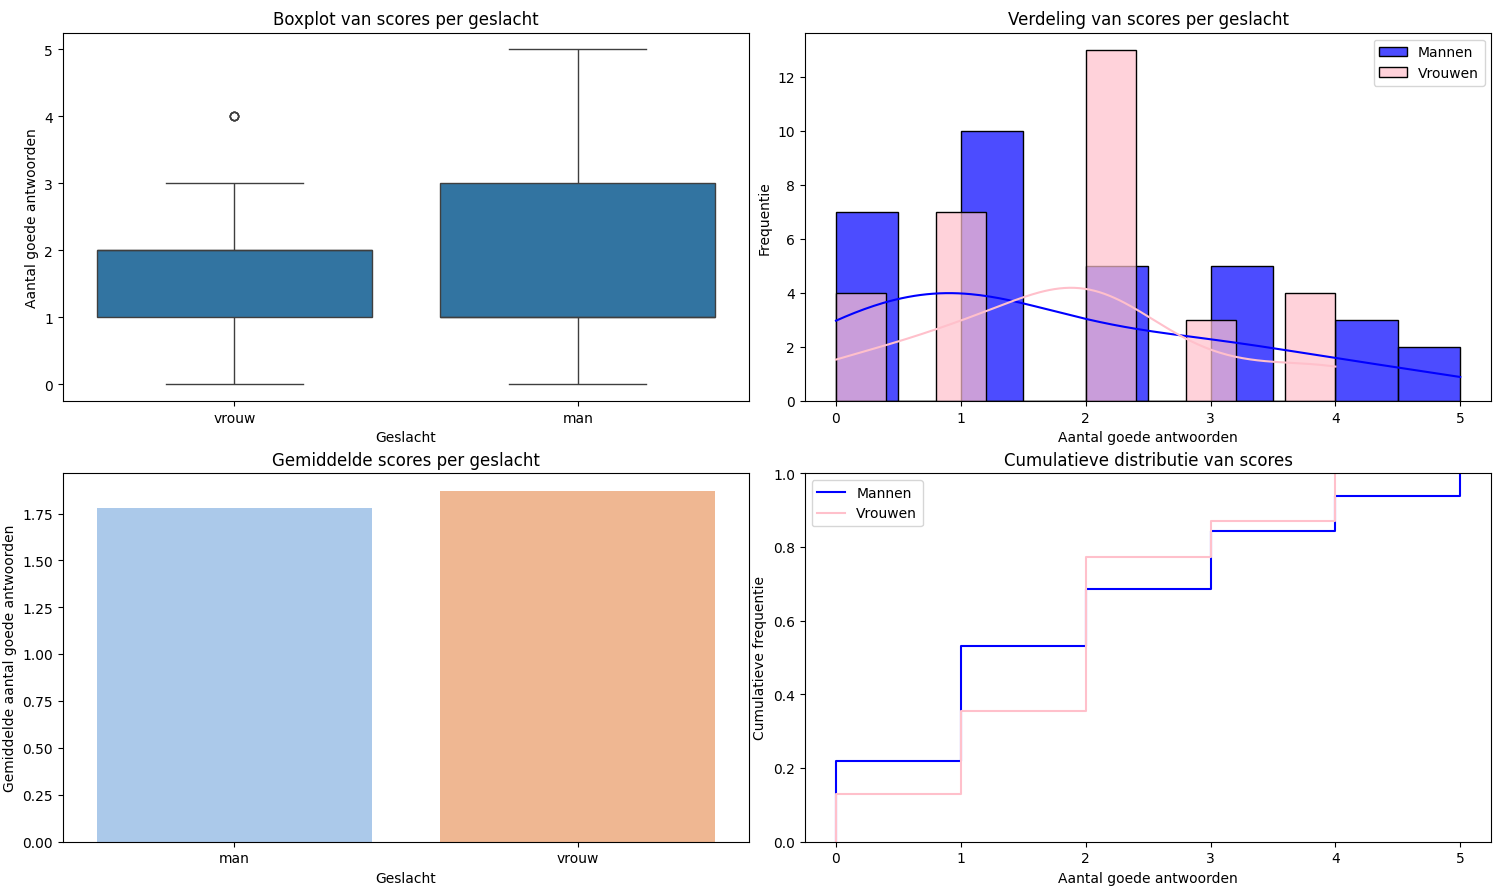 Boxplot van scores per geslacht
Aantal goede antwoorden
5
4
3
2
1
0
vrouw
man
Geslacht
Verdeling van scores per geslacht
Mannen
Vrouwen
Frequentie
12
10
8
6
4
2
0
0
1
2
3
4
5
Aantal goede antwoorden
Gemiddelde scores per geslacht
Gemiddelde aantal goede antwoorden
1.75
1.50
1.25
1.00
0.75
0.50
0.25
0.00
man
vrouw
Geslacht
Cumulatieve distributie van scores
Mannen
Vrouwen
Cumulatieve frequentie
1.0
0.8
0.6
0.4
0.2
0.0
0
1
2
3
4
5
Aantal goede antwoorden